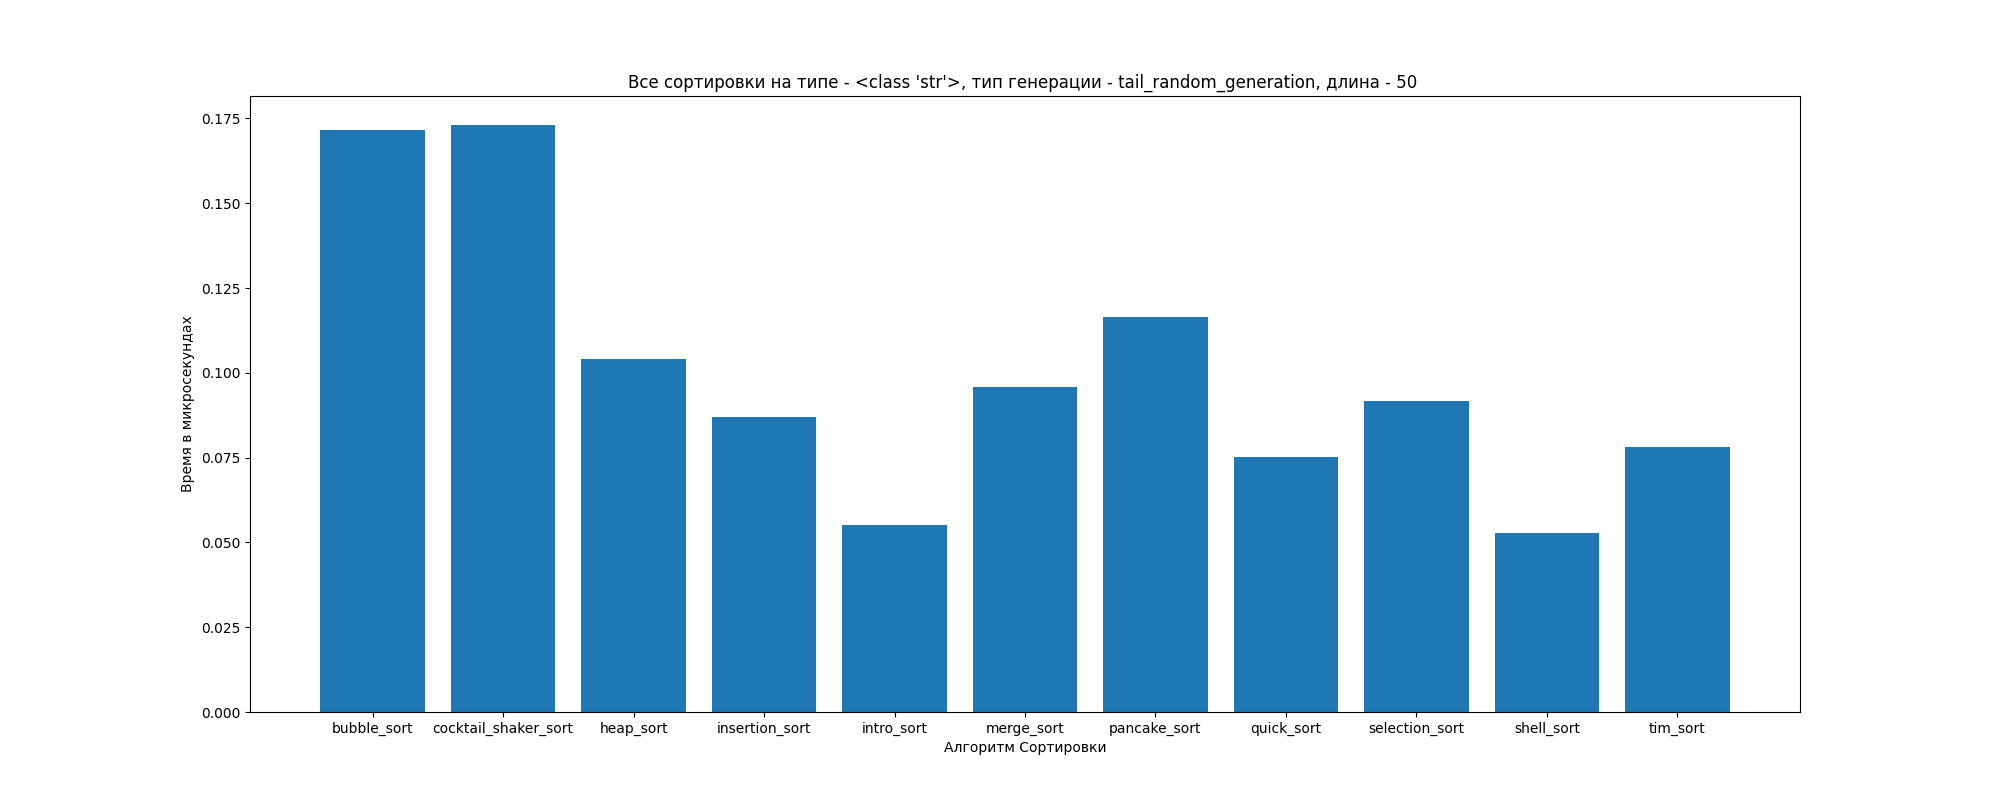 Все сортировки на типе - <class 'str'>, тип генерации - tail_random_generation, длина - 50
0.175
0.150
0.125
0.100
0.075
0.050
0.025
0.000
Время в микросекундах
bubble_sort cocktail_shaker_sort heap_sort insertion_sort intro_sort merge_sort pancake_sort quick_sort selection_sort shell_sort tim_sort
Алгоритм Сортировки